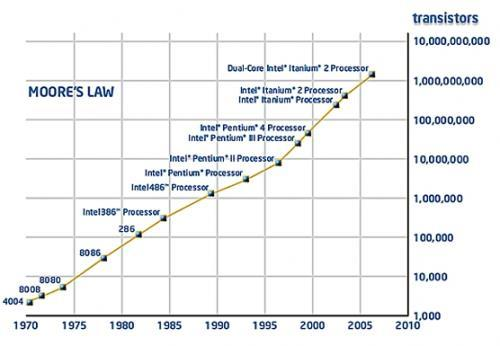 transistors
10,000,000,000
Dual-Core Intel® Itanium® 2 Processor
1,000,000,000
MOORE'S LAW
Intel® Itanium® 2 Processor
Intel® Itanium® Processor
100,000,000
Intel® Pentium® 4 Processor
Intel® Pentium® III Processor
10,000,000
Intel® Pentium® II Processor
Intel® Pentium® Processor
Intel486™ Processor
1,000,000
Intel386™ Processor
286
100,000
8086
10,000
8080
8008
4004
1,000
1970 1975 1980 1985 1990 1995 2000 2005 2010